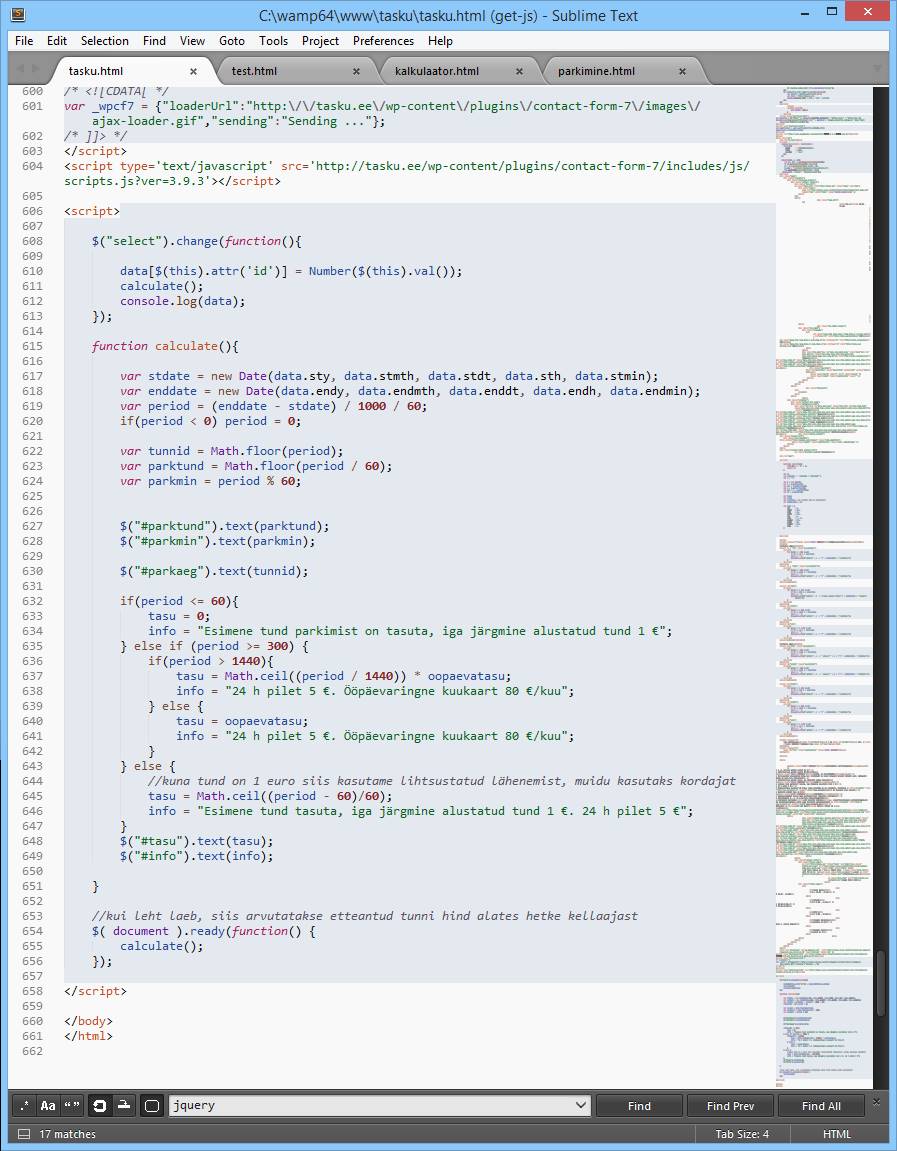 C:\wamp64\www\tasku\tasku.html (get-js) - Sublime Text
File Edit Selection Find View Goto Tools Project Preferences Help
tasku.html × test.html × kalkulaator.html × parkimine.html ×
600 /* <![CDATA[ */
601 var _wpcf7 = {"loaderUrl":"http:\/\/tasku.ee\/wp-content\/plugins\/contact-form-7\/images\/
ajax-loader.gif","sending":"Sending ..."};
602 /* ]]> */
603 </script>
604 <script type='text/javascript' src='http://tasku.ee/wp-content/plugins/contact-form-7/includes/js/
scripts.js?ver=3.9.3'></script>
605
606 <script>
607
608 $("select").change(function(){
609
610 data[$(this).attr('id')] = Number($(this).val());
611 calculate();
612 console.log(data);
613 });
614
615 function calculate(){
616
617 var stdate = new Date(data.sty, data.stmth, data.stdt, data.sth, data.stmin);
618 var enddate = new Date(data.endy, data.endmth, data.enddt, data.endh, data.endmin);
619 var period = (enddate - stdate) / 1000 / 60;
620 if(period < 0) period = 0;
621
622 var tunnid = Math.floor(period);
623 var parktund = Math.floor(period / 60);
624 var parkmin = period % 60;
625
626
627 $("#parktund").text(parktund);
628 $("#parkmin").text(parkmin);
629
630 $("#parkaeg").text(tunnid);
631
632 if(period <= 60){
633 tasu = 0;
634 info = "Esimene tund parkimist on tasuta, iga järgmine alustatud tund 1 €";
635 } else if (period >= 300) {
636 if(period > 1440){
637 tasu = Math.ceil((period / 1440)) * oopaevatasu;
638 info = "24 h pilet 5 €. Ööpäevaringne kuukaart 80 €/kuu";
639 } else {
640 tasu = oopaevatasu;
641 info = "24 h pilet 5 €. Ööpäevaringne kuukaart 80 €/kuu";
642 }
643 } else {
644 //kuna tund on 1 euro siis kasutame lihtsustatud lähenemist, muidu kasutaks kordajat
645 tasu = Math.ceil((period - 60)/60);
646 info = "Esimene tund tasuta, iga järgmine alustatud tund 1 €. 24 h pilet 5 €";
647 }
648 $("#tasu").text(tasu);
649 $("#info").text(info);
650
651 }
652
653 //kui leht laeb, siis arvutatakse etteantud tunni hind alates hetke kellaajast
654 $( document ).ready(function() {
655 calculate();
656 });
657
658 </script>
659
660 </body>
661 </html>
662
.* Aa “” jquery Find Find Prev Find All ×
17 matches Tab Size: 4 HTML